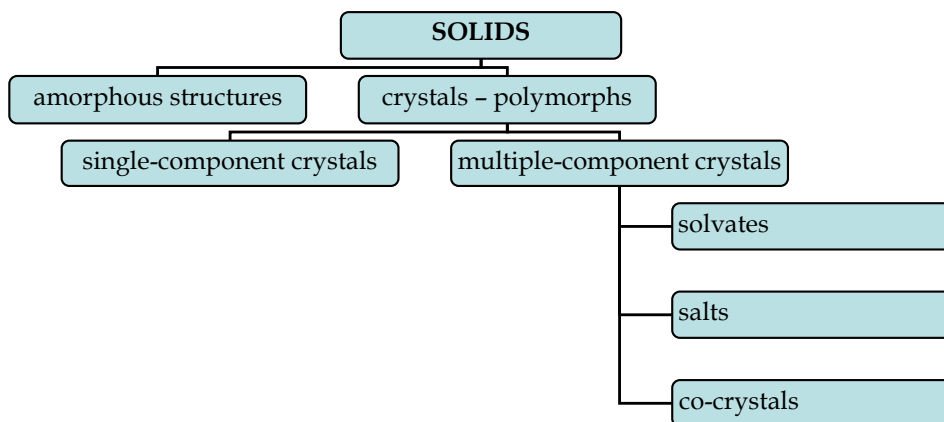 SOLIDS
amorphous structures
crystals – polymorphs
single-component crystals
multiple-component crystals
solvates
salts
co-crystals